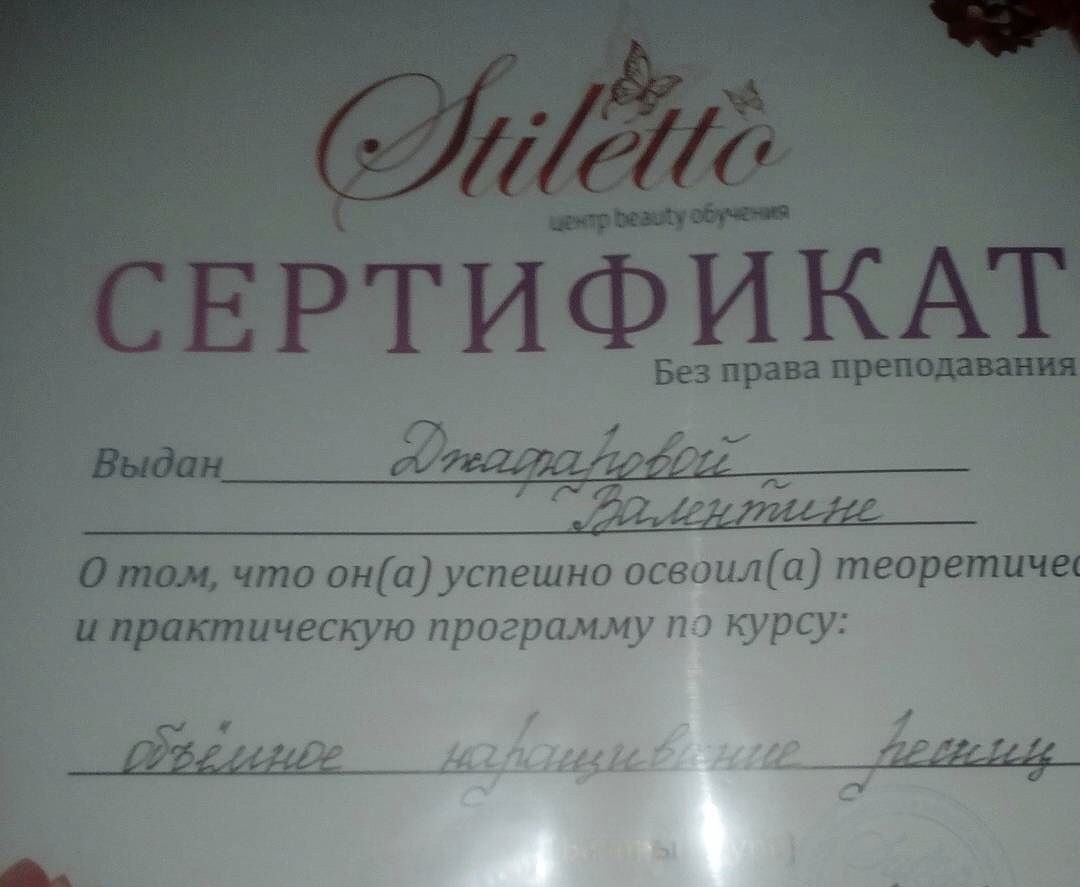 Stiletto
центр beauty обучения
СЕРТИФИКАТ
Без права преподавания
Выдан Джафаровой
Валентине
О том, что он(а) успешно освоил(а) теоретичес
и практическую программу по курсу:
объёмное наращивание ресниц